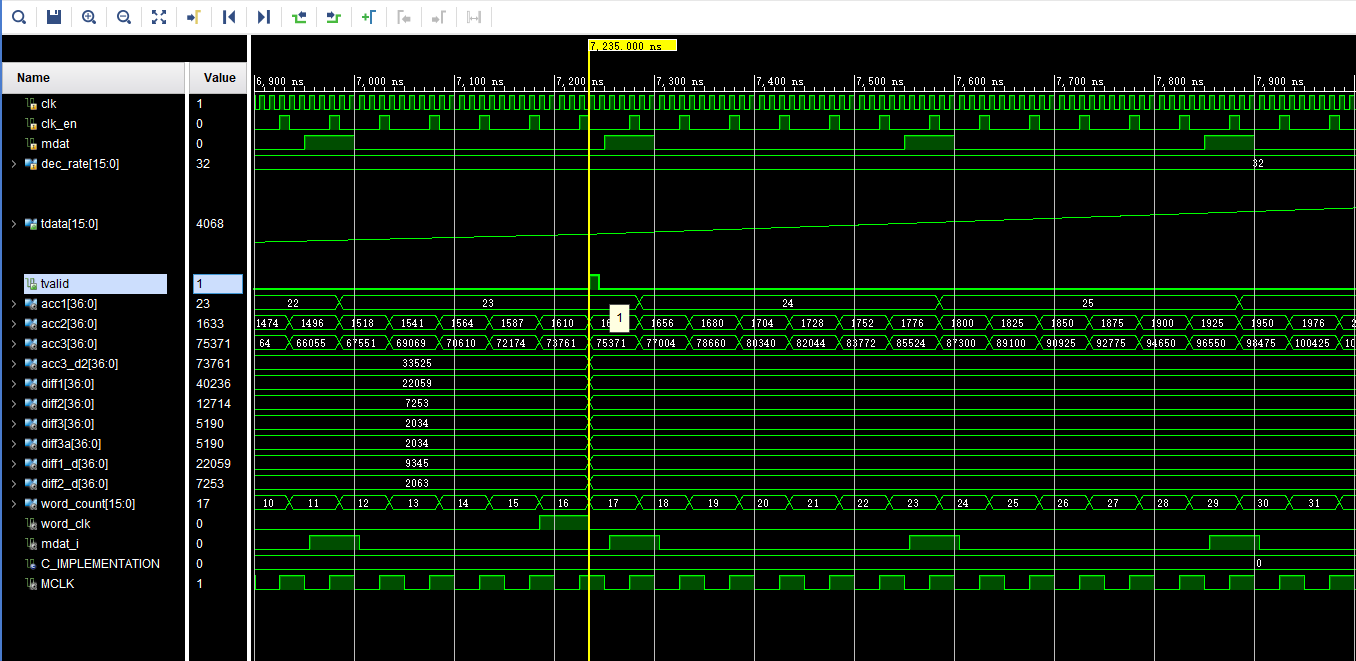 7,235.000 ns
Name Value
6,900 ns 7,000 ns 7,100 ns 7,200 ns 7,300 ns 7,400 ns 7,500 ns 7,600 ns 7,700 ns 7,800 ns 7,900 ns
clk 1
clk_en 0
mdat 0
dec_rate[15:0] 32 32
tdata[15:0] 4068
tvalid 1
acc1[36:0] 23 22 23 24 25
1
acc2[36:0] 1633 1474 1496 1518 1541 1564 1587 1610 1656 1680 1704 1728 1752 1776 1800 1825 1850 1875 1900 1925 1950 1976
acc3[36:0] 75371 64 66055 67551 69069 70610 72174 73761 75371 77004 78660 80340 82044 83772 85524 87300 89100 90925 92775 94650 96550 98475 100425
acc3_d2[36:0] 73761 33525
diff1[36:0] 40236 22059
diff2[36:0] 12714 7253
diff3[36:0] 5190 2034
diff3a[36:0] 5190 2034
diff1_d[36:0] 22059 9345
diff2_d[36:0] 7253 2063
word_count[15:0] 17 10 11 12 13 14 15 16 17 18 19 20 21 22 23 24 25 26 27 28 29 30 31
word_clk 0
mdat_i 0
C_IMPLEMENTATION 0 0
MCLK 1